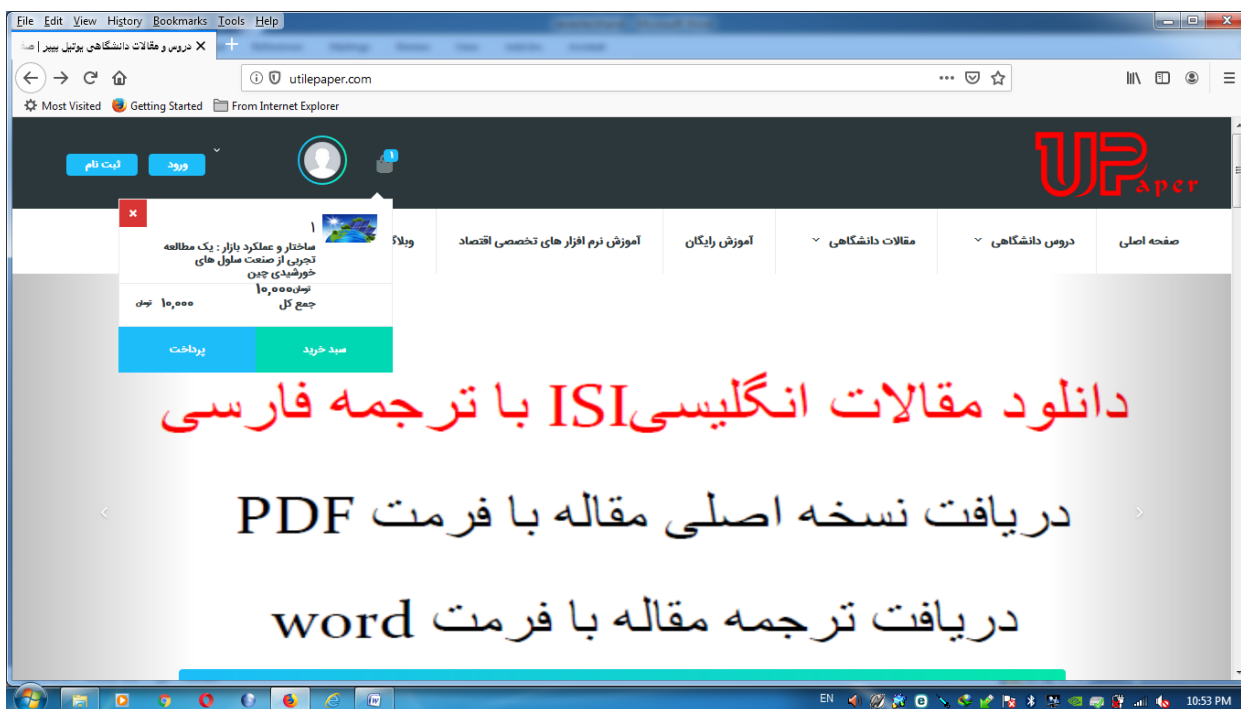 File Edit View History Bookmarks Tools Help
دروس و مقالات دانشگاهی یوتیل پیپر | صف
utilepaper.com
Most Visited Getting Started From Internet Explorer
UPaper
۱
ورود
ثبت نام
صفحه اصلی
دروس دانشگاهی
مقالات دانشگاهی
آموزش رایگان
آموزش نرم افزار های تخصصی اقتصاد
وبلاگ
۱
ساختار و عملکرد بازار : یک مطالعه
تجربی از صنعت سلول های
خورشیدی چین
تومان۱۰,۰۰۰
جمع کل ۱۰,۰۰۰ تومان
سبد خرید
پرداخت
دانلود مقالات انگلیسیISI با ترجمه فارسی
دریافت نسخه اصلی مقاله با فرمت PDF
دریافت ترجمه مقاله با فرمت word
EN 10:53 PM